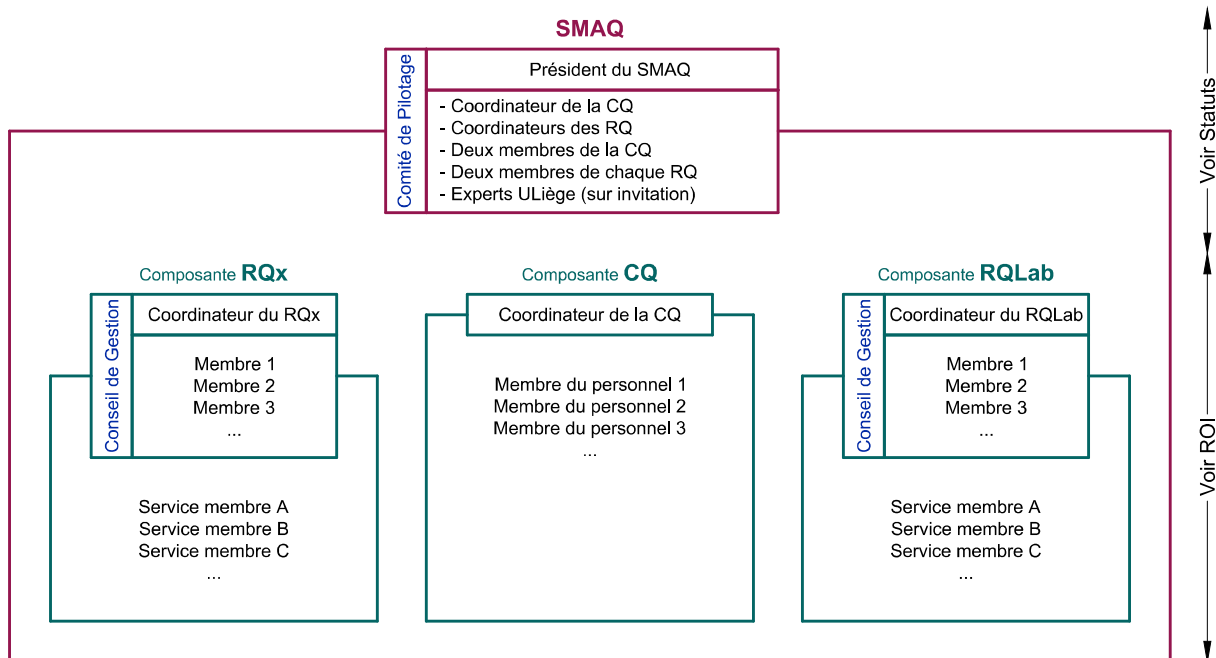 SMAQ
Comité de Pilotage
Président du SMAQ
- Coordinateur de la CQ
- Coordinateurs des RQ
- Deux membres de la CQ
- Deux membres de chaque RQ
- Experts ULiège (sur invitation)
Voir Statuts
Composante RQx
Conseil de Gestion
Coordinateur du RQx
Membre 1
Membre 2
Membre 3
...
Service membre A
Service membre B
Service membre C
...
Composante CQ
Coordinateur de la CQ
Membre du personnel 1
Membre du personnel 2
Membre du personnel 3
...
Composante RQLab
Conseil de Gestion
Coordinateur du RQLab
Membre 1
Membre 2
Membre 3
...
Service membre A
Service membre B
Service membre C
...
Voir ROI